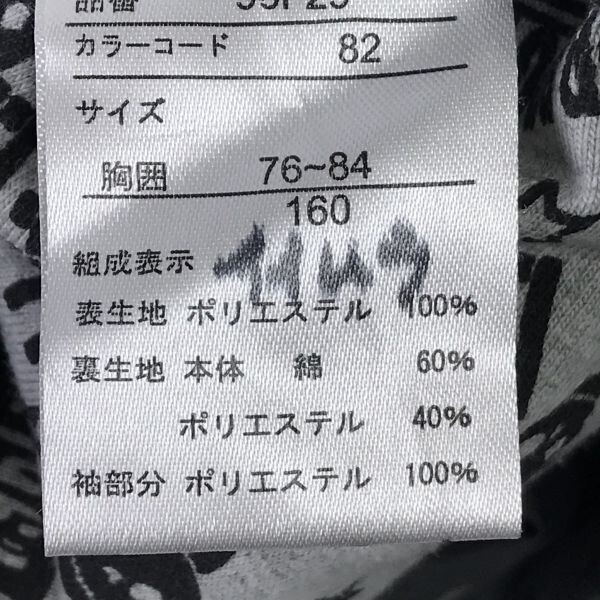 品番
カラーコード 82
サイズ
胸囲 76~84
160
組成表示
表生地 ポリエステル 100%
裏生地 本体 綿 60%
ポリエステル 40%
袖部分 ポリエステル 100%